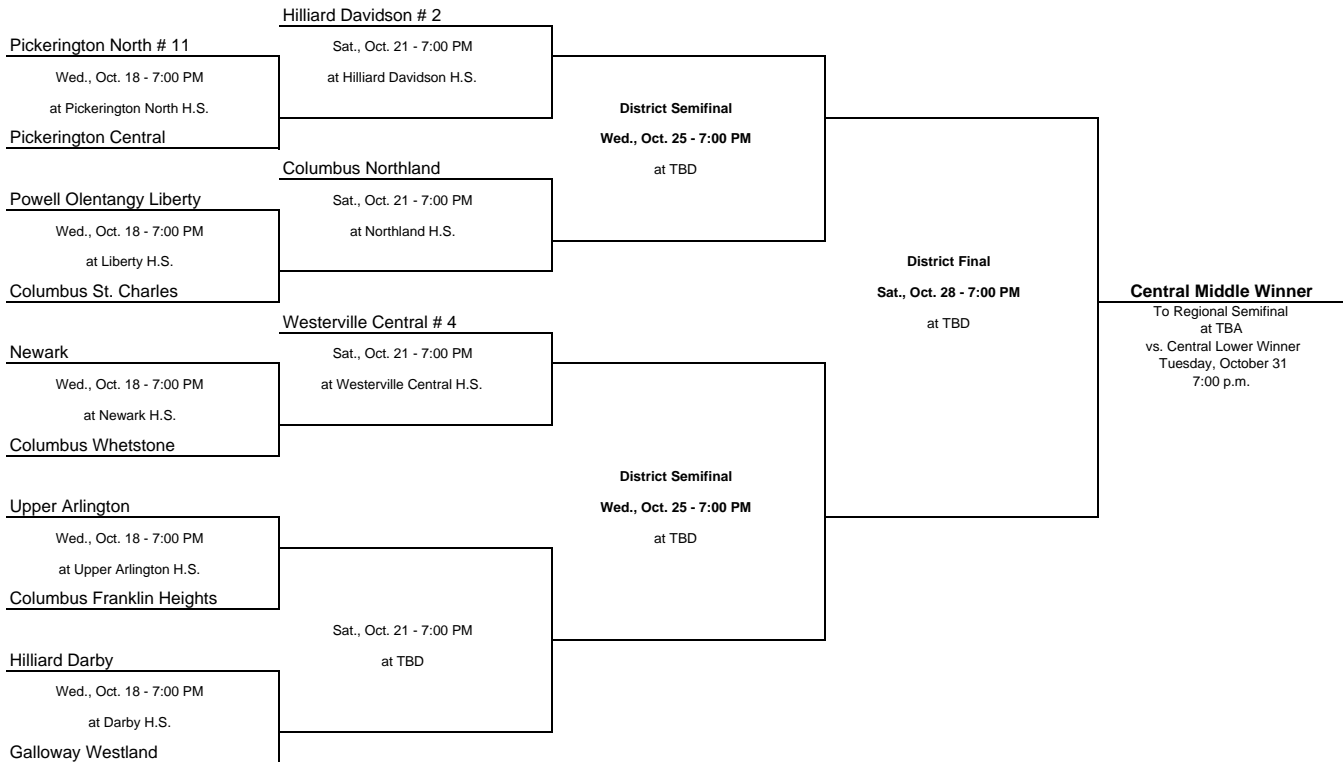 Hilliard Davidson # 2
Pickerington North # 11
Sat., Oct. 21 - 7:00 PM
Wed., Oct. 18 - 7:00 PM
at Hilliard Davidson H.S.
at Pickerington North H.S.
District Semifinal
Pickerington Central
Wed., Oct. 25 - 7:00 PM
Columbus Northland
at TBD
Powell Olentangy Liberty
Sat., Oct. 21 - 7:00 PM
Wed., Oct. 18 - 7:00 PM
at Northland H.S.
at Liberty H.S.
District Final
Columbus St. Charles
Sat., Oct. 28 - 7:00 PM
Central Middle Winner
To Regional Semifinal
at TBA
vs. Central Lower Winner
Tuesday, October 31
7:00 p.m.
Westerville Central # 4
at TBD
Newark
Sat., Oct. 21 - 7:00 PM
Wed., Oct. 18 - 7:00 PM
at Westerville Central H.S.
at Newark H.S.
Columbus Whetstone
District Semifinal
Upper Arlington
Wed., Oct. 25 - 7:00 PM
Wed., Oct. 18 - 7:00 PM
at TBD
at Upper Arlington H.S.
Columbus Franklin Heights
Sat., Oct. 21 - 7:00 PM
Hilliard Darby
at TBD
Wed., Oct. 18 - 7:00 PM
at Darby H.S.
Galloway Westland